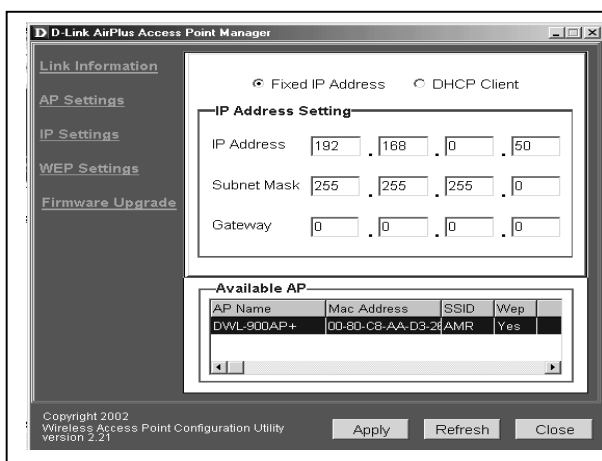 D-Link AirPlus Access Point Manager
Link Information
AP Settings
IP Settings
WEP Settings
Firmware Upgrade
Fixed IP Address DHCP Client
IP Address Setting
IP Address 192 . 168 . 0 . 50
Subnet Mask 255 . 255 . 255 . 0
Gateway 0 . 0 . 0 . 0
Available AP
AP Name Mac Address SSID Wep
DWL-900AP+ 00-80-C8-AA-D3-28 AMR Yes
Copyright 2002
Wireless Access Point Configuration Utility
version 2.21
Apply Refresh Close